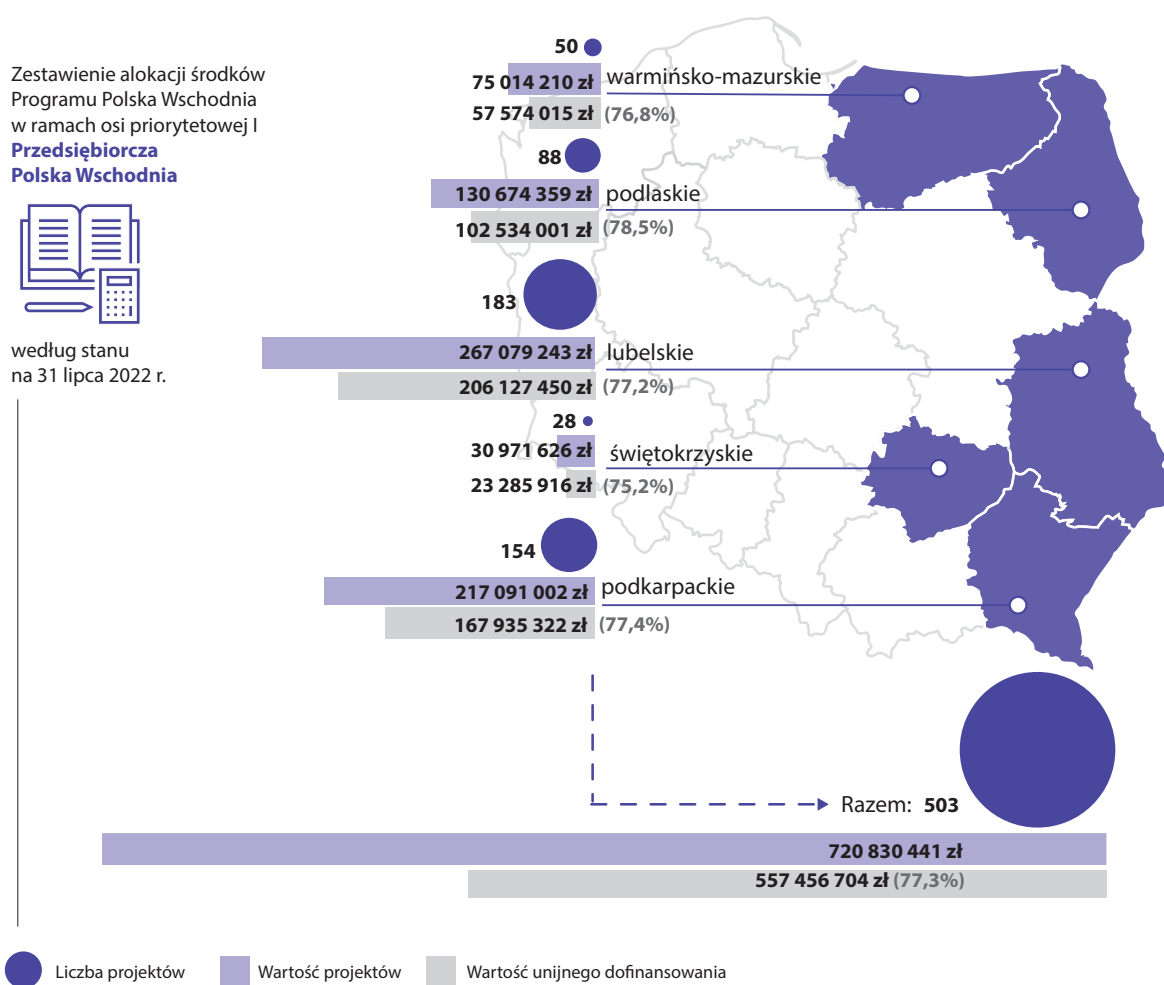 Zestawienie alokacji środków
Programu Polska Wschodnia
w ramach osi priorytetowej I
Przedsiębiorcza
Polska Wschodnia
według stanu
na 31 lipca 2022 r.
50
75 014 210 zł warmińsko-mazurskie
57 574 015 zł (76,8%)
88
130 674 359 zł podlaskie
102 534 001 zł (78,5%)
183
267 079 243 zł lubelskie
206 127 450 zł (77,2%)
28
30 971 626 zł świętokrzyskie
23 285 916 zł (75,2%)
154
217 091 002 zł podkarpackie
167 935 322 zł (77,4%)
Razem: 503
720 830 441 zł
557 456 704 zł (77,3%)
Liczba projektów Wartość projektów Wartość unijnego dofinansowania